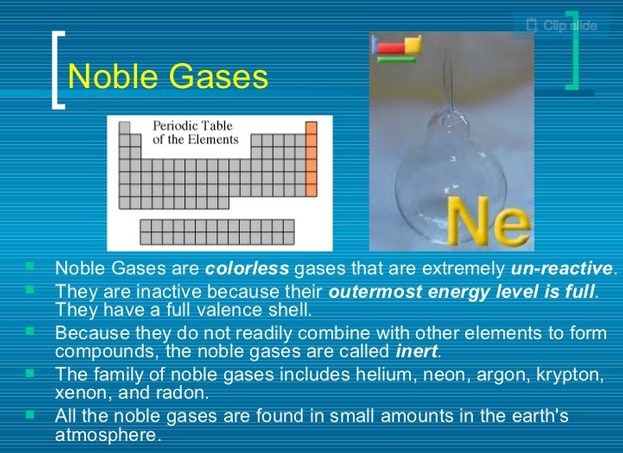 Clip slide
Noble Gases
Periodic Table
of the Elements
Ne
Noble Gases are colorless gases that are extremely un-reactive.
They are inactive because their outermost energy level is full.
They have a full valence shell.
Because they do not readily combine with other elements to form
compounds, the noble gases are called inert.
The family of noble gases includes helium, neon, argon, krypton,
xenon, and radon.
All the noble gases are found in small amounts in the earth's
atmosphere.